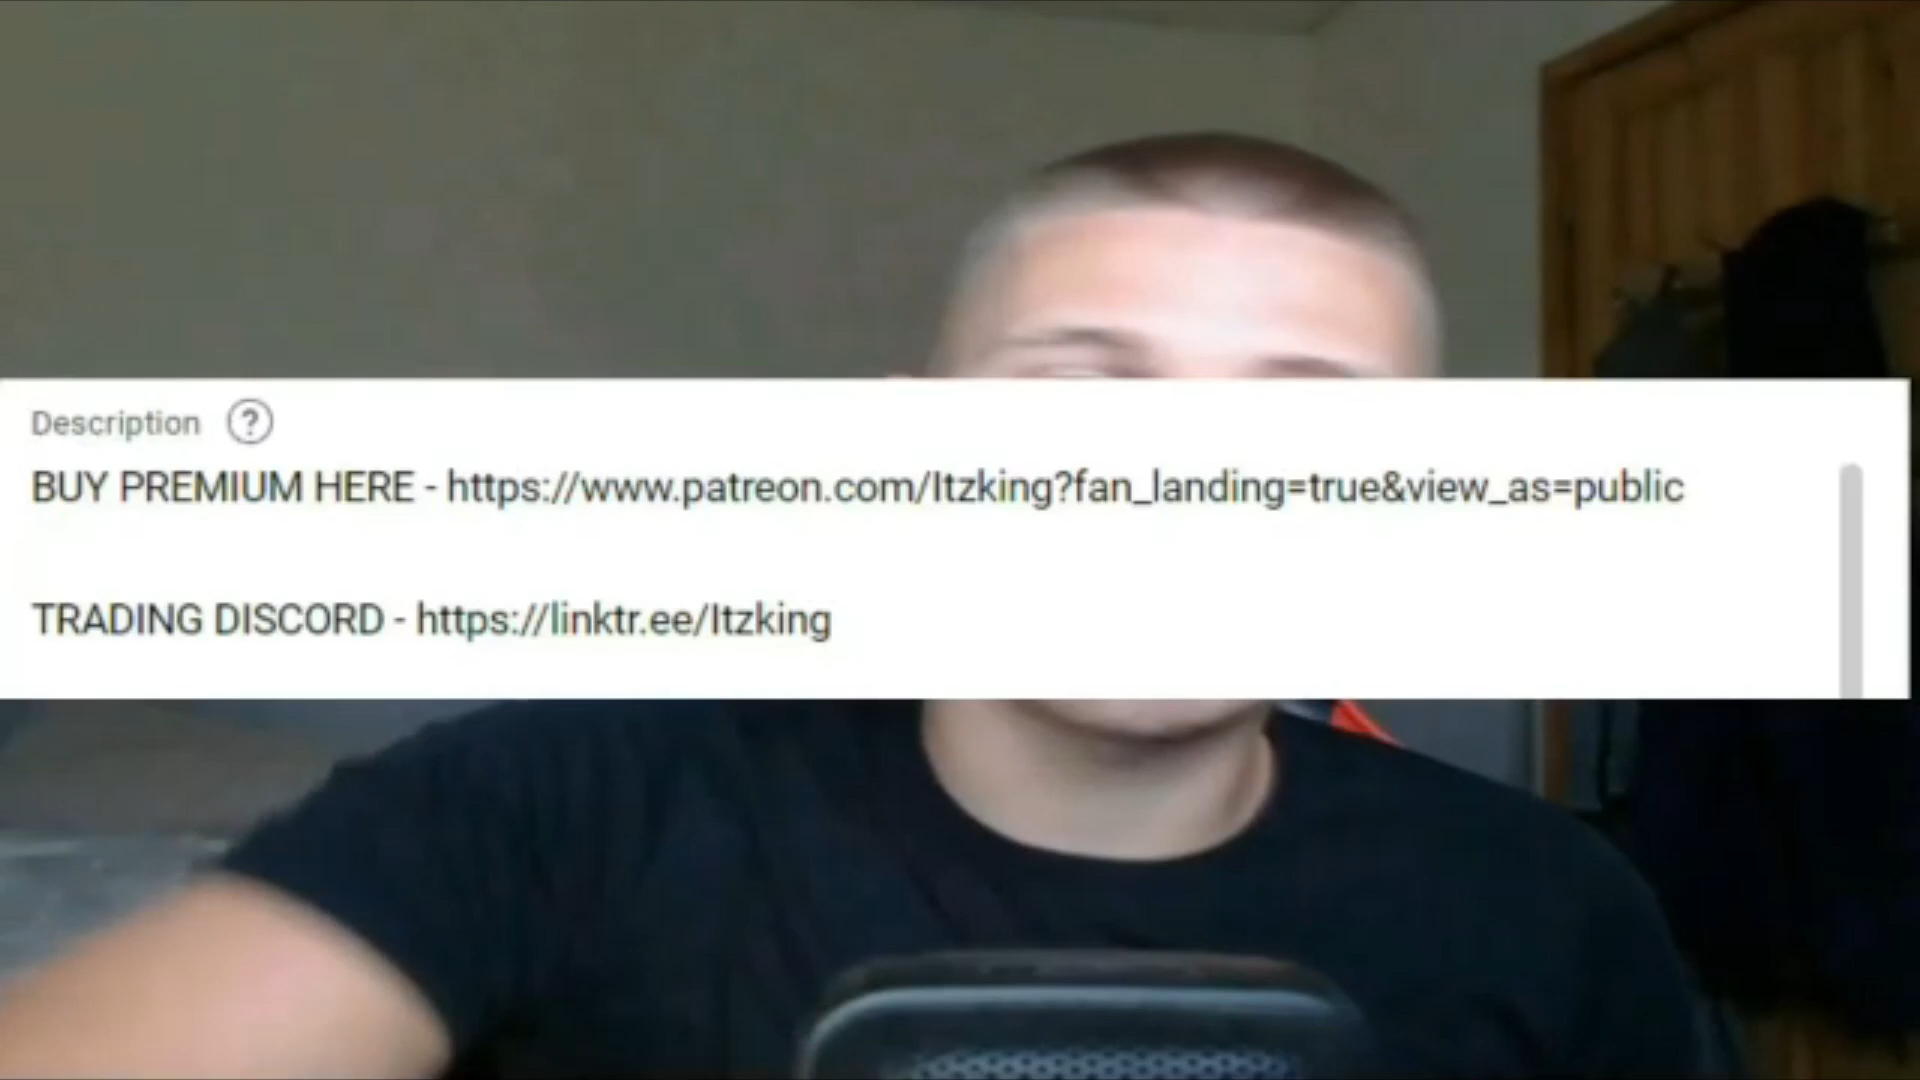 Description ?
BUY PREMIUM HERE - https://www.patreon.com/Itzking?fan_landing=true&view_as=public
TRADING DISCORD - https://linktr.ee/Itzking